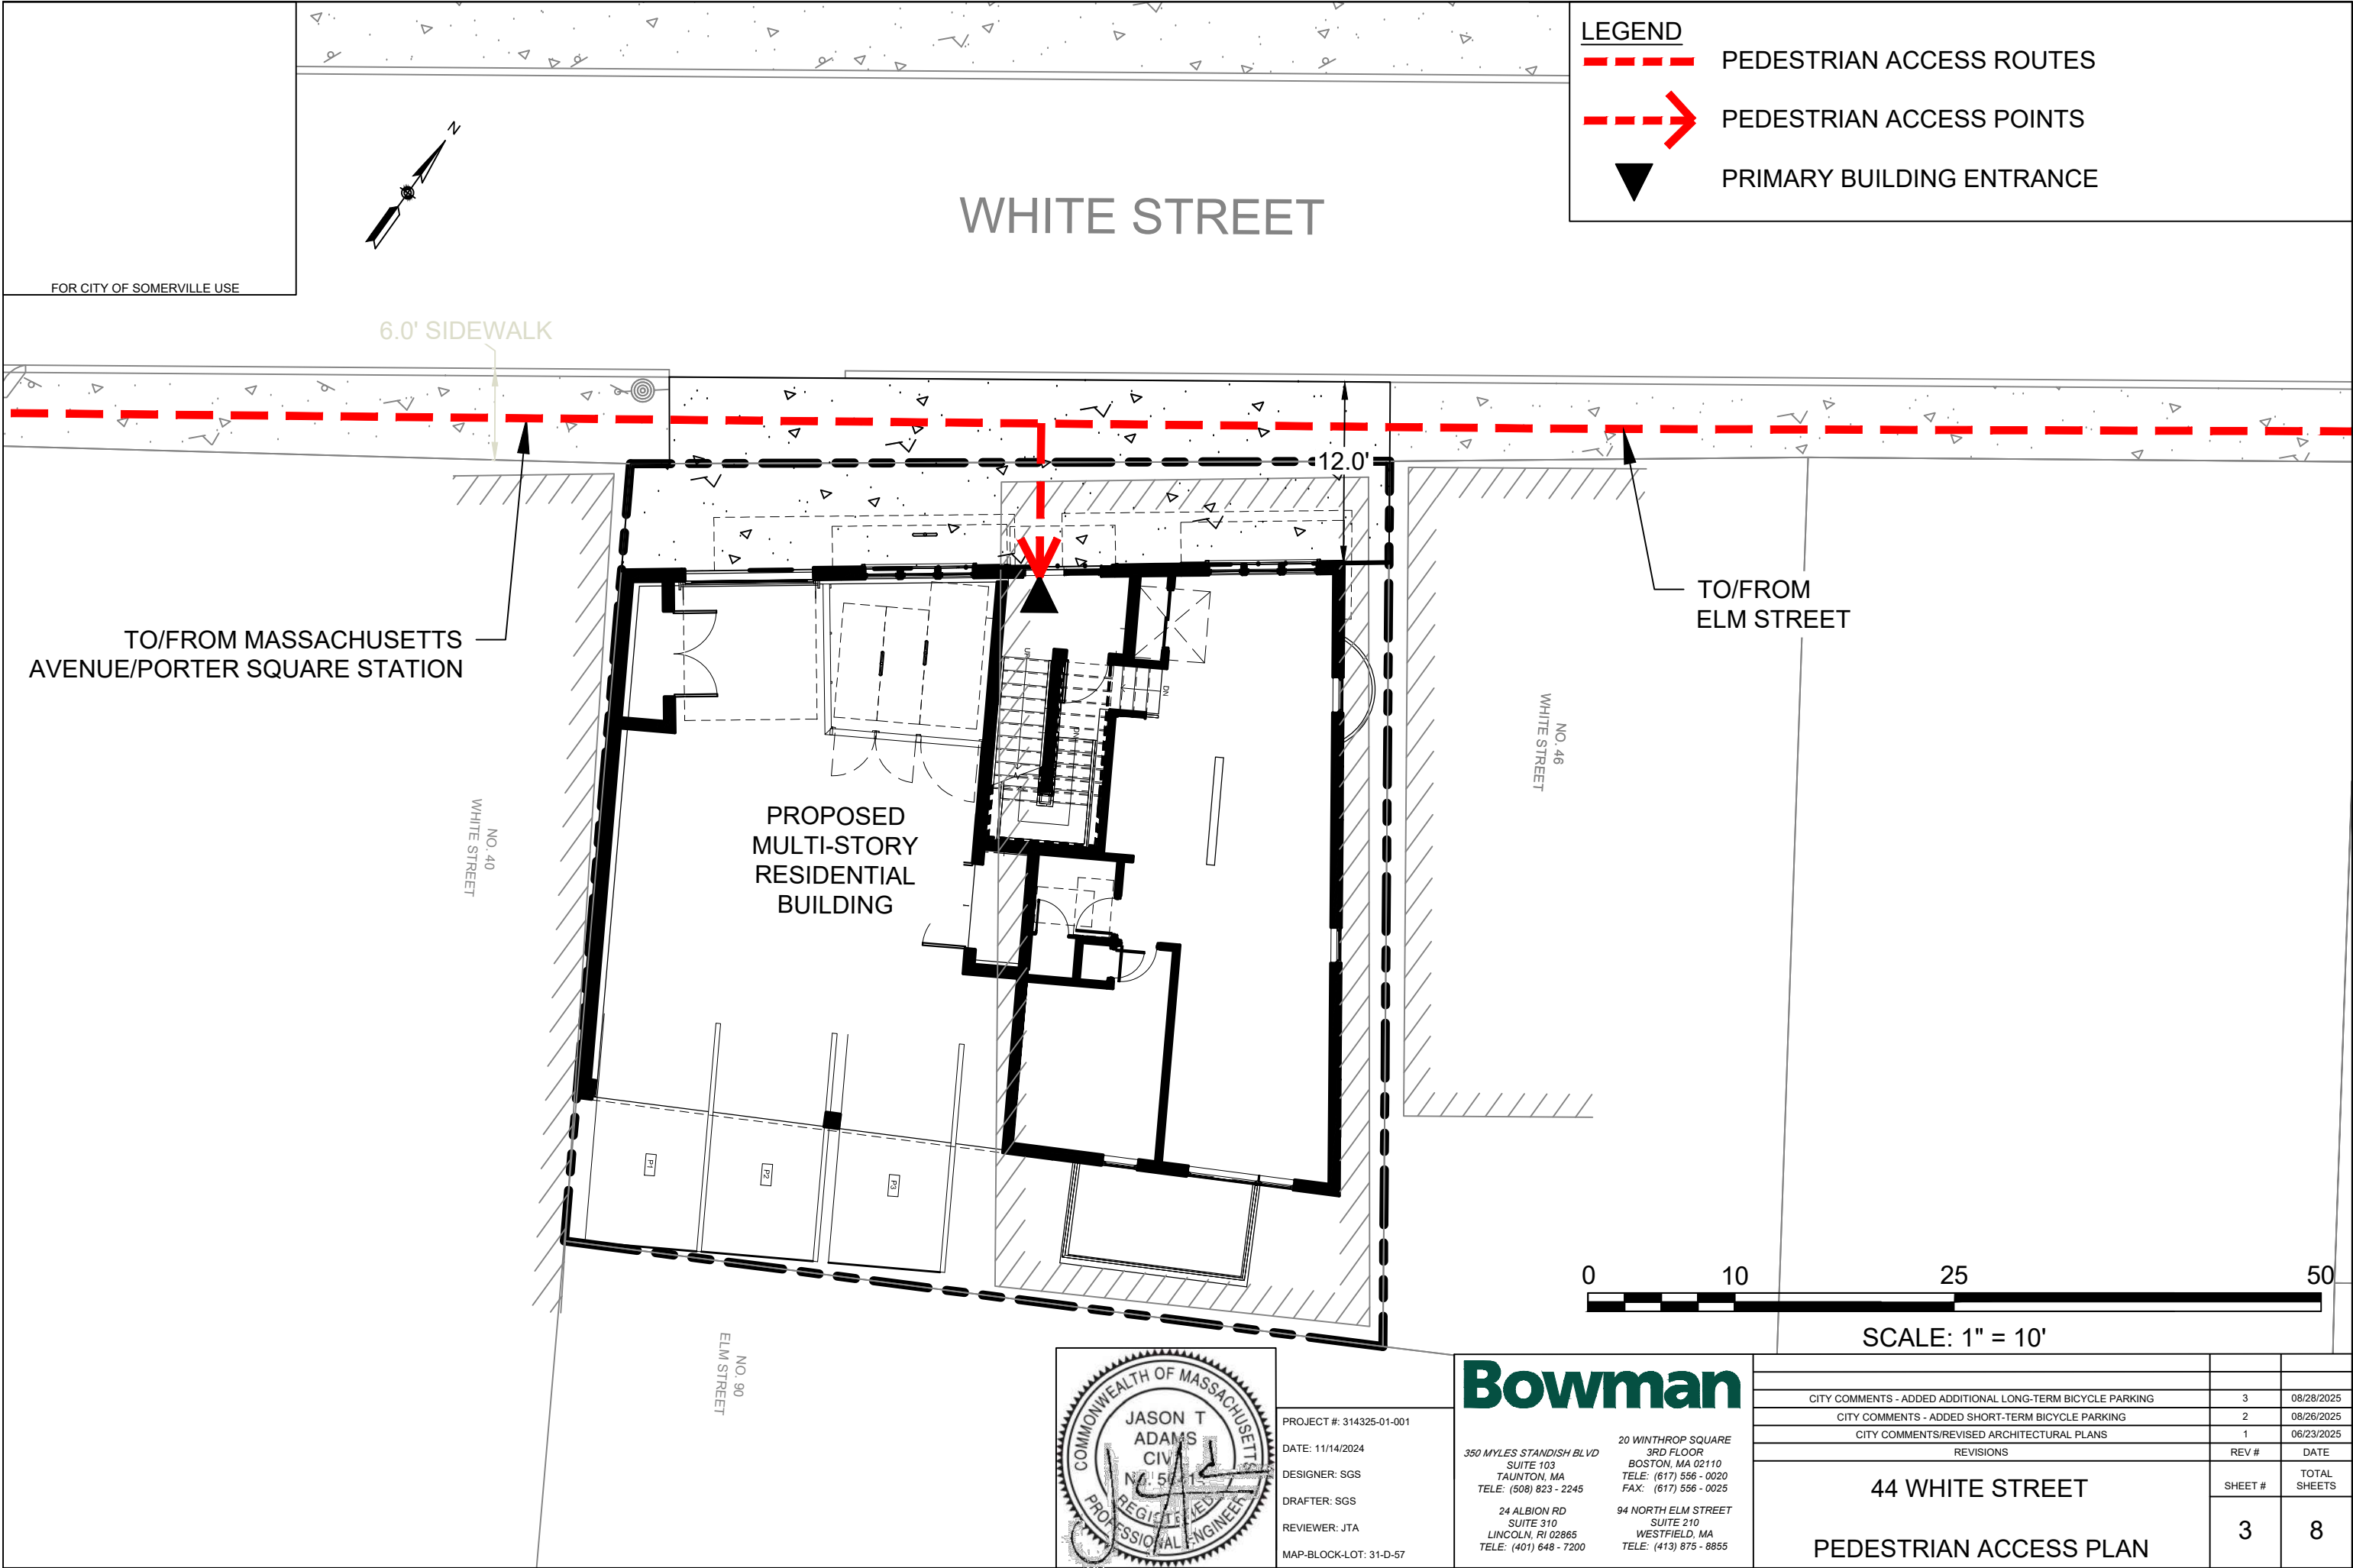 LEGEND
PEDESTRIAN ACCESS ROUTES
PEDESTRIAN ACCESS POINTS
PRIMARY BUILDING ENTRANCE
N
WHITE STREET
FOR CITY OF SOMERVILLE USE
6.0' SIDEWALK
12.0'
TO/FROM MASSACHUSETTS
AVENUE/PORTER SQUARE STATION
TO/FROM
ELM STREET
UP
DN
DN
NO. 40
WHITE STREET
NO. 46
WHITE STREET
PROPOSED
MULTI-STORY
RESIDENTIAL
BUILDING
P1
P2
P3
NO. 90
ELM STREET
0 10 25 50
SCALE: 1" = 10'
COMMONWEALTH OF MASSACHUSETTS
JASON T
ADAMS
REGISTERED
PROFESSIONAL ENGINEER
PROJECT #: 314325-01-001
DATE: 11/14/2024
DESIGNER: SGS
DRAFTER: SGS
REVIEWER: JTA
MAP-BLOCK-LOT: 31-D-57
Bowman
350 MYLES STANDISH BLVD
SUITE 103
TAUNTON, MA
TELE: (508) 823 - 2245
20 WINTHROP SQUARE
3RD FLOOR
BOSTON, MA 02110
TELE: (617) 556 - 0020
FAX: (617) 556 - 0025
24 ALBION RD
SUITE 310
LINCOLN, RI 02865
TELE: (401) 648 - 7200
94 NORTH ELM STREET
SUITE 210
WESTFIELD, MA
TELE: (413) 875 - 8855
CITY COMMENTS - ADDED ADDITIONAL LONG-TERM BICYCLE PARKING 3 08/28/2025
CITY COMMENTS - ADDED SHORT-TERM BICYCLE PARKING 2 08/26/2025
CITY COMMENTS/REVISED ARCHITECTURAL PLANS 1 06/23/2025
REVISIONS REV # DATE
44 WHITE STREET
PEDESTRIAN ACCESS PLAN
SHEET #
3
TOTAL
SHEETS
8